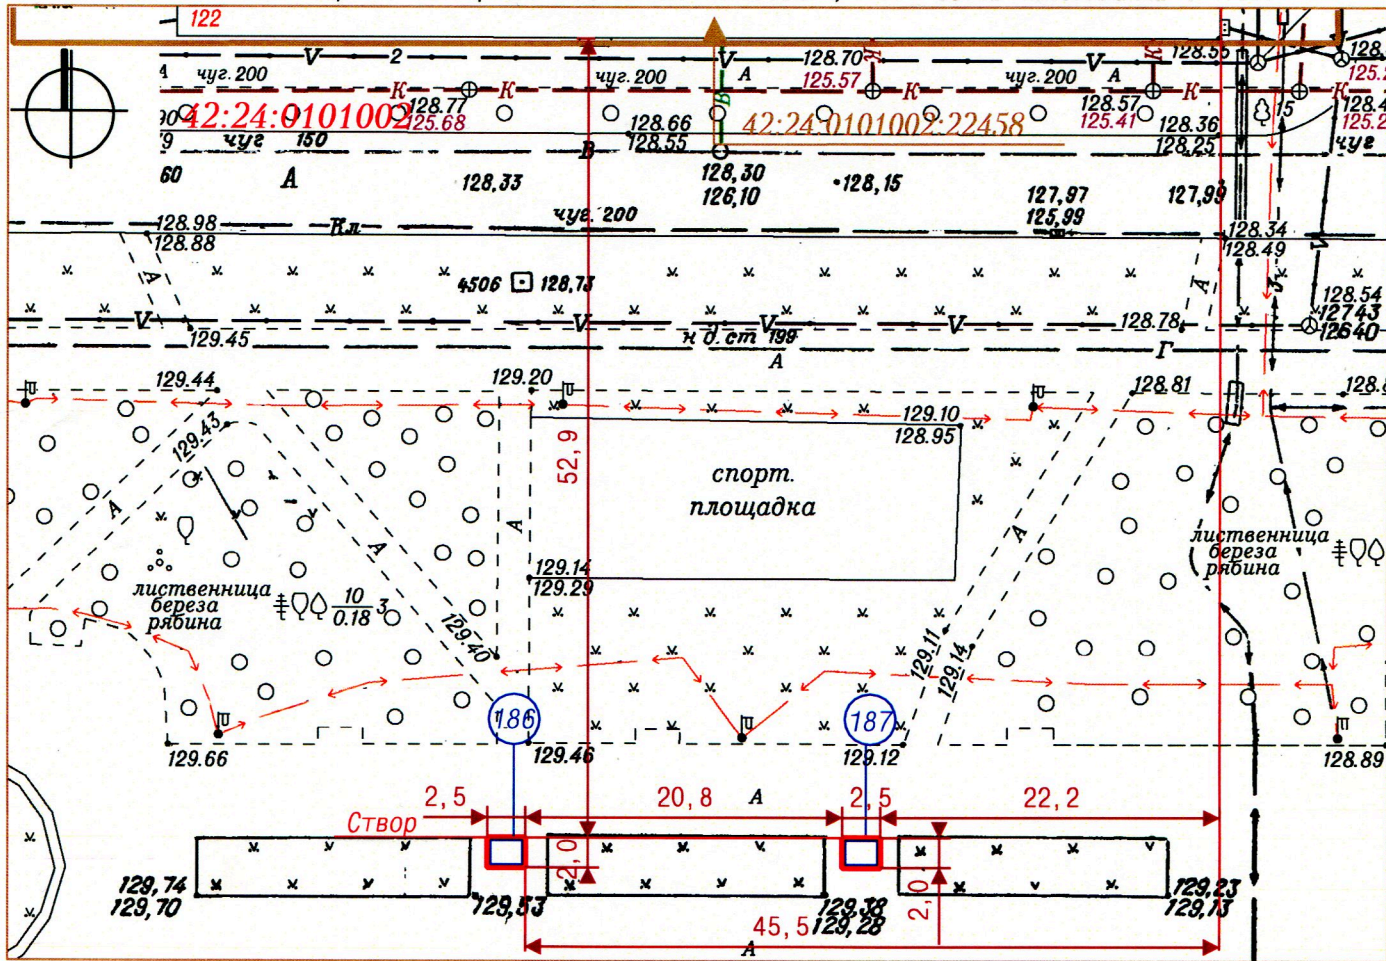 122
V 2 V 128.70 V 128.55
А чуг. 200 чуг. 200 А 125.57 К чуг. 200 А К
К К К К
128.77 В 128.57 15
42:24:0101002 125.68 128.66 42:24:0101002:22458 125.41 128.36
чуг 150 В 128.55 128.25 чуг
60 А 128,33 128,30 128,15 127,97 127,99
126,10 125,99
128.98 Кл чуг. 200 128.34
128.88 128.49 V
А 4506 128,73 А 3
128.54
V V V V 128.78 12743
129.45 н д. ст 199 12640
А Г
129.44 129.20 128.81
129.43 129.10
128.95
52,9
спорт.
площадка
А А А А
129.14
129.29
лиственница
береза
рябина
10
0.18 3
лиственница
береза
рябина
129.40 129.11 129.14
186 187
129.66 129.46 129.12 128.89
2,5 20,8 А 2,5 22,2
Створ
2,0 2,0
129,74 129,53 129,38 129,23
129,70 129,28 129,13
45,5
А